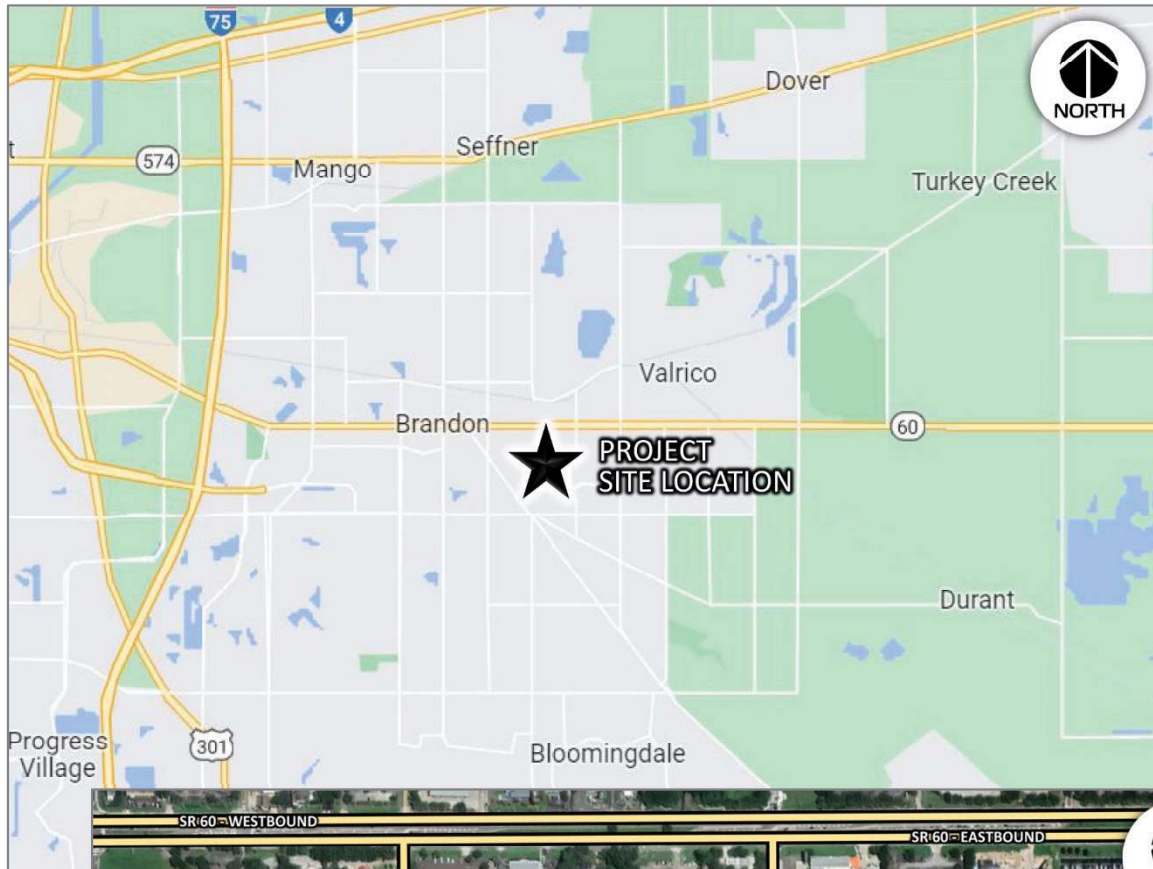 75
4
Dover
NORTH
Seffner
574
Mango
t
Turkey Creek
Valrico
Brandon
60
PROJECT
SITE LOCATION
Durant
Progress
Village
301
Bloomingdale
SR 60 - WESTBOUND
SR 60 - EASTBOUND